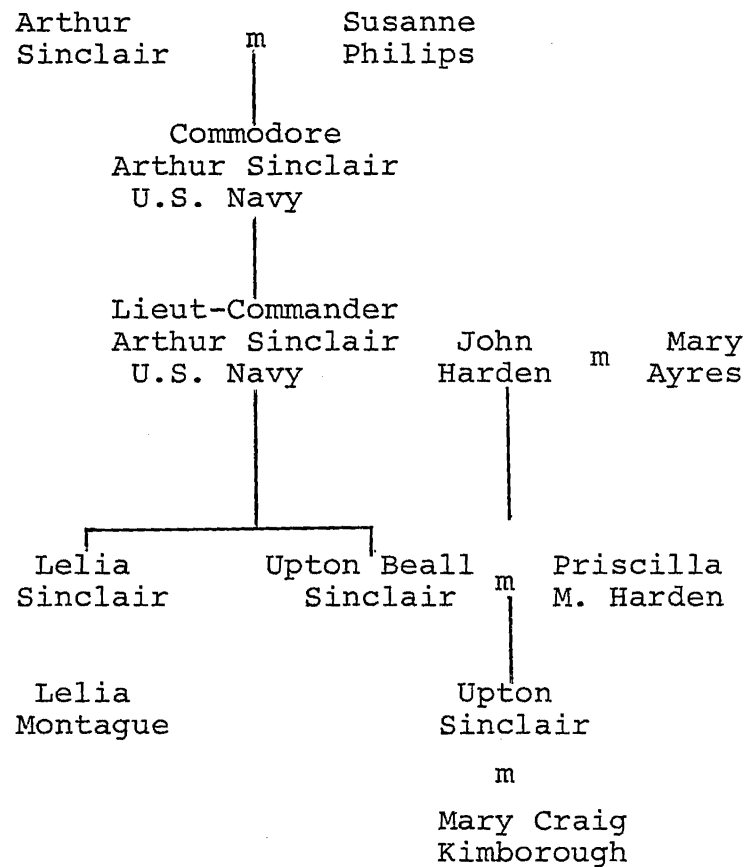 Arthur Sinclair m Susanne Philips
Commodore
Arthur Sinclair
U.S. Navy
Lieut-Commander
Arthur Sinclair
U.S. Navy
John Harden m Mary Ayres
Lelia Sinclair
Upton Beall Sinclair m Priscilla M. Harden
Lelia Montague
Upton Sinclair
m
Mary Craig
Kimborough